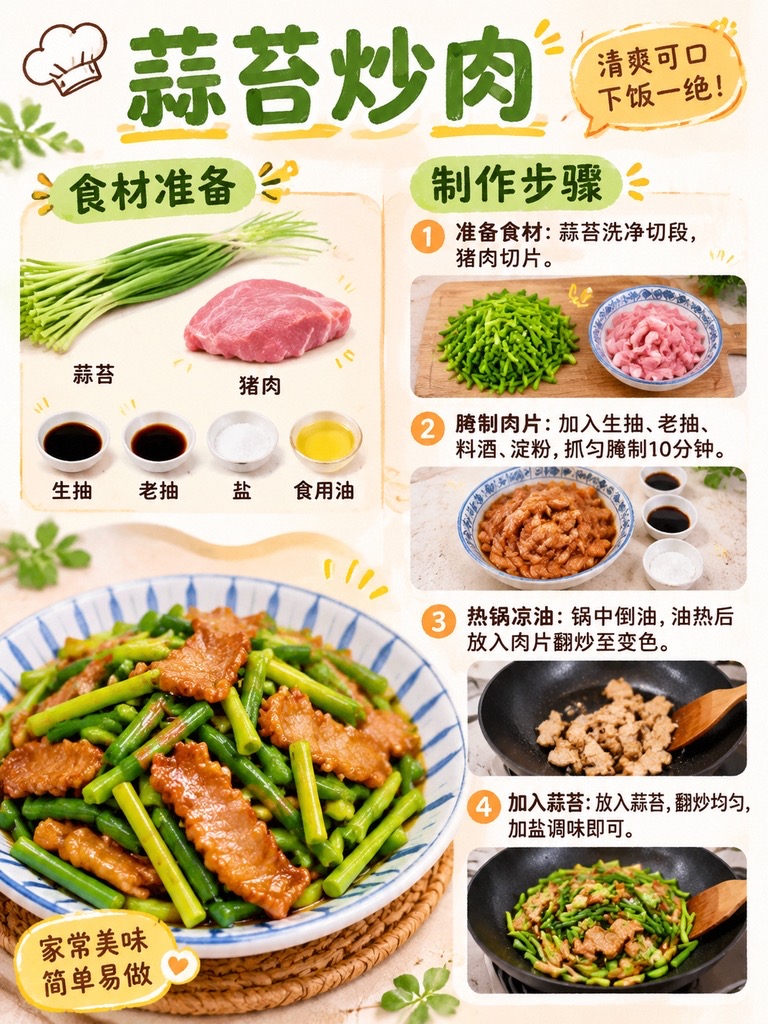 蒜苔炒肉
清爽可口
下饭一绝!
食材准备
蒜苔
猪肉
生抽
老抽
盐
食用油
家常美味
简单易做
制作步骤
1 准备食材: 蒜苔洗净切段,
猪肉切片。
2 腌制肉片: 加入生抽、老抽、
料酒、淀粉, 抓匀腌制10分钟。
3 热锅凉油: 锅中倒油, 油热后
放入肉片翻炒至变色。
4 加入蒜苔: 放入蒜苔, 翻炒均匀,
加盐调味即可。